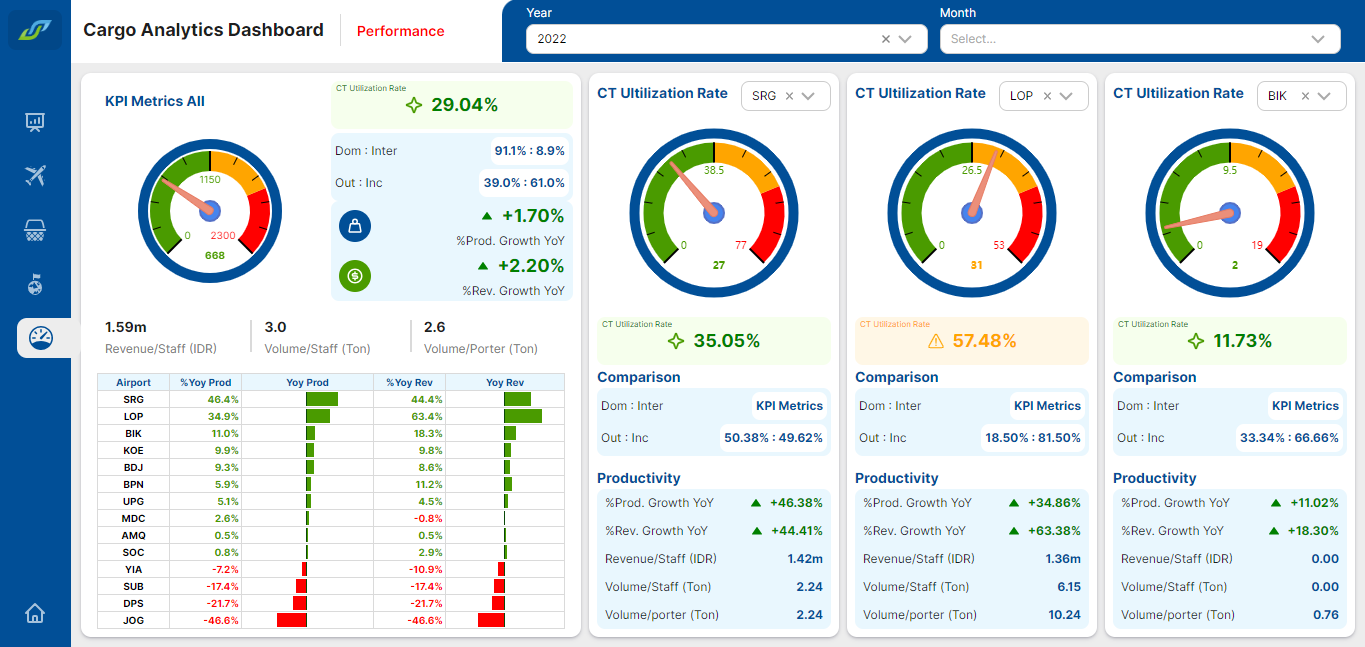 Cargo Analytics Dashboard
Performance
Year
2022
Month
Select...
KPI Metrics All
1150
0
2300
668
CT Utilization Rate
29.04%
Dom : Inter
91.1% : 8.9%
Out : Inc
39.0% : 61.0%
+1.70%
%Prod. Growth YoY
+2.20%
%Rev. Growth YoY
1.59m
Revenue/Staff (IDR)
3.0
Volume/Staff (Ton)
2.6
Volume/Porter (Ton)
Airport %Yoy Prod Yoy Prod %Yoy Rev Yoy Rev
SRG 46.4% 44.4%
LOP 34.9% 63.4%
BIK 11.0% 18.3%
KOE 9.9% 9.8%
BDJ 9.3% 8.6%
BPN 5.9% 11.2%
UPG 5.1% 4.5%
MDC 2.6% -0.8%
AMQ 0.5% 0.5%
SOC 0.8% 2.9%
YIA -7.2% -10.9%
SUB -17.4% -17.4%
DPS -21.7% -21.7%
JOG -46.6% -46.6%
CT Ultilization Rate
SRG
38.5
0
77
27
CT Utilization Rate
35.05%
Comparison
Dom : Inter
KPI Metrics
Out : Inc
50.38% : 49.62%
Productivity
%Prod. Growth YoY +46.38%
%Rev. Growth YoY +44.41%
Revenue/Staff (IDR) 1.42m
Volume/Staff (Ton) 2.24
Volume/porter (Ton) 2.24
CT Ultilization Rate
LOP
26.5
0
53
31
CT Utilization Rate
57.48%
Comparison
Dom : Inter
KPI Metrics
Out : Inc
18.50% : 81.50%
Productivity
%Prod. Growth YoY +34.86%
%Rev. Growth YoY +63.38%
Revenue/Staff (IDR) 1.36m
Volume/Staff (Ton) 6.15
Volume/porter (Ton) 10.24
CT Ultilization Rate
BIK
9.5
0
19
2
CT Utilization Rate
11.73%
Comparison
Dom : Inter
KPI Metrics
Out : Inc
33.34% : 66.66%
Productivity
%Prod. Growth YoY +11.02%
%Rev. Growth YoY +18.30%
Revenue/Staff (IDR) 0.00
Volume/Staff (Ton) 0.00
Volume/porter (Ton) 0.76